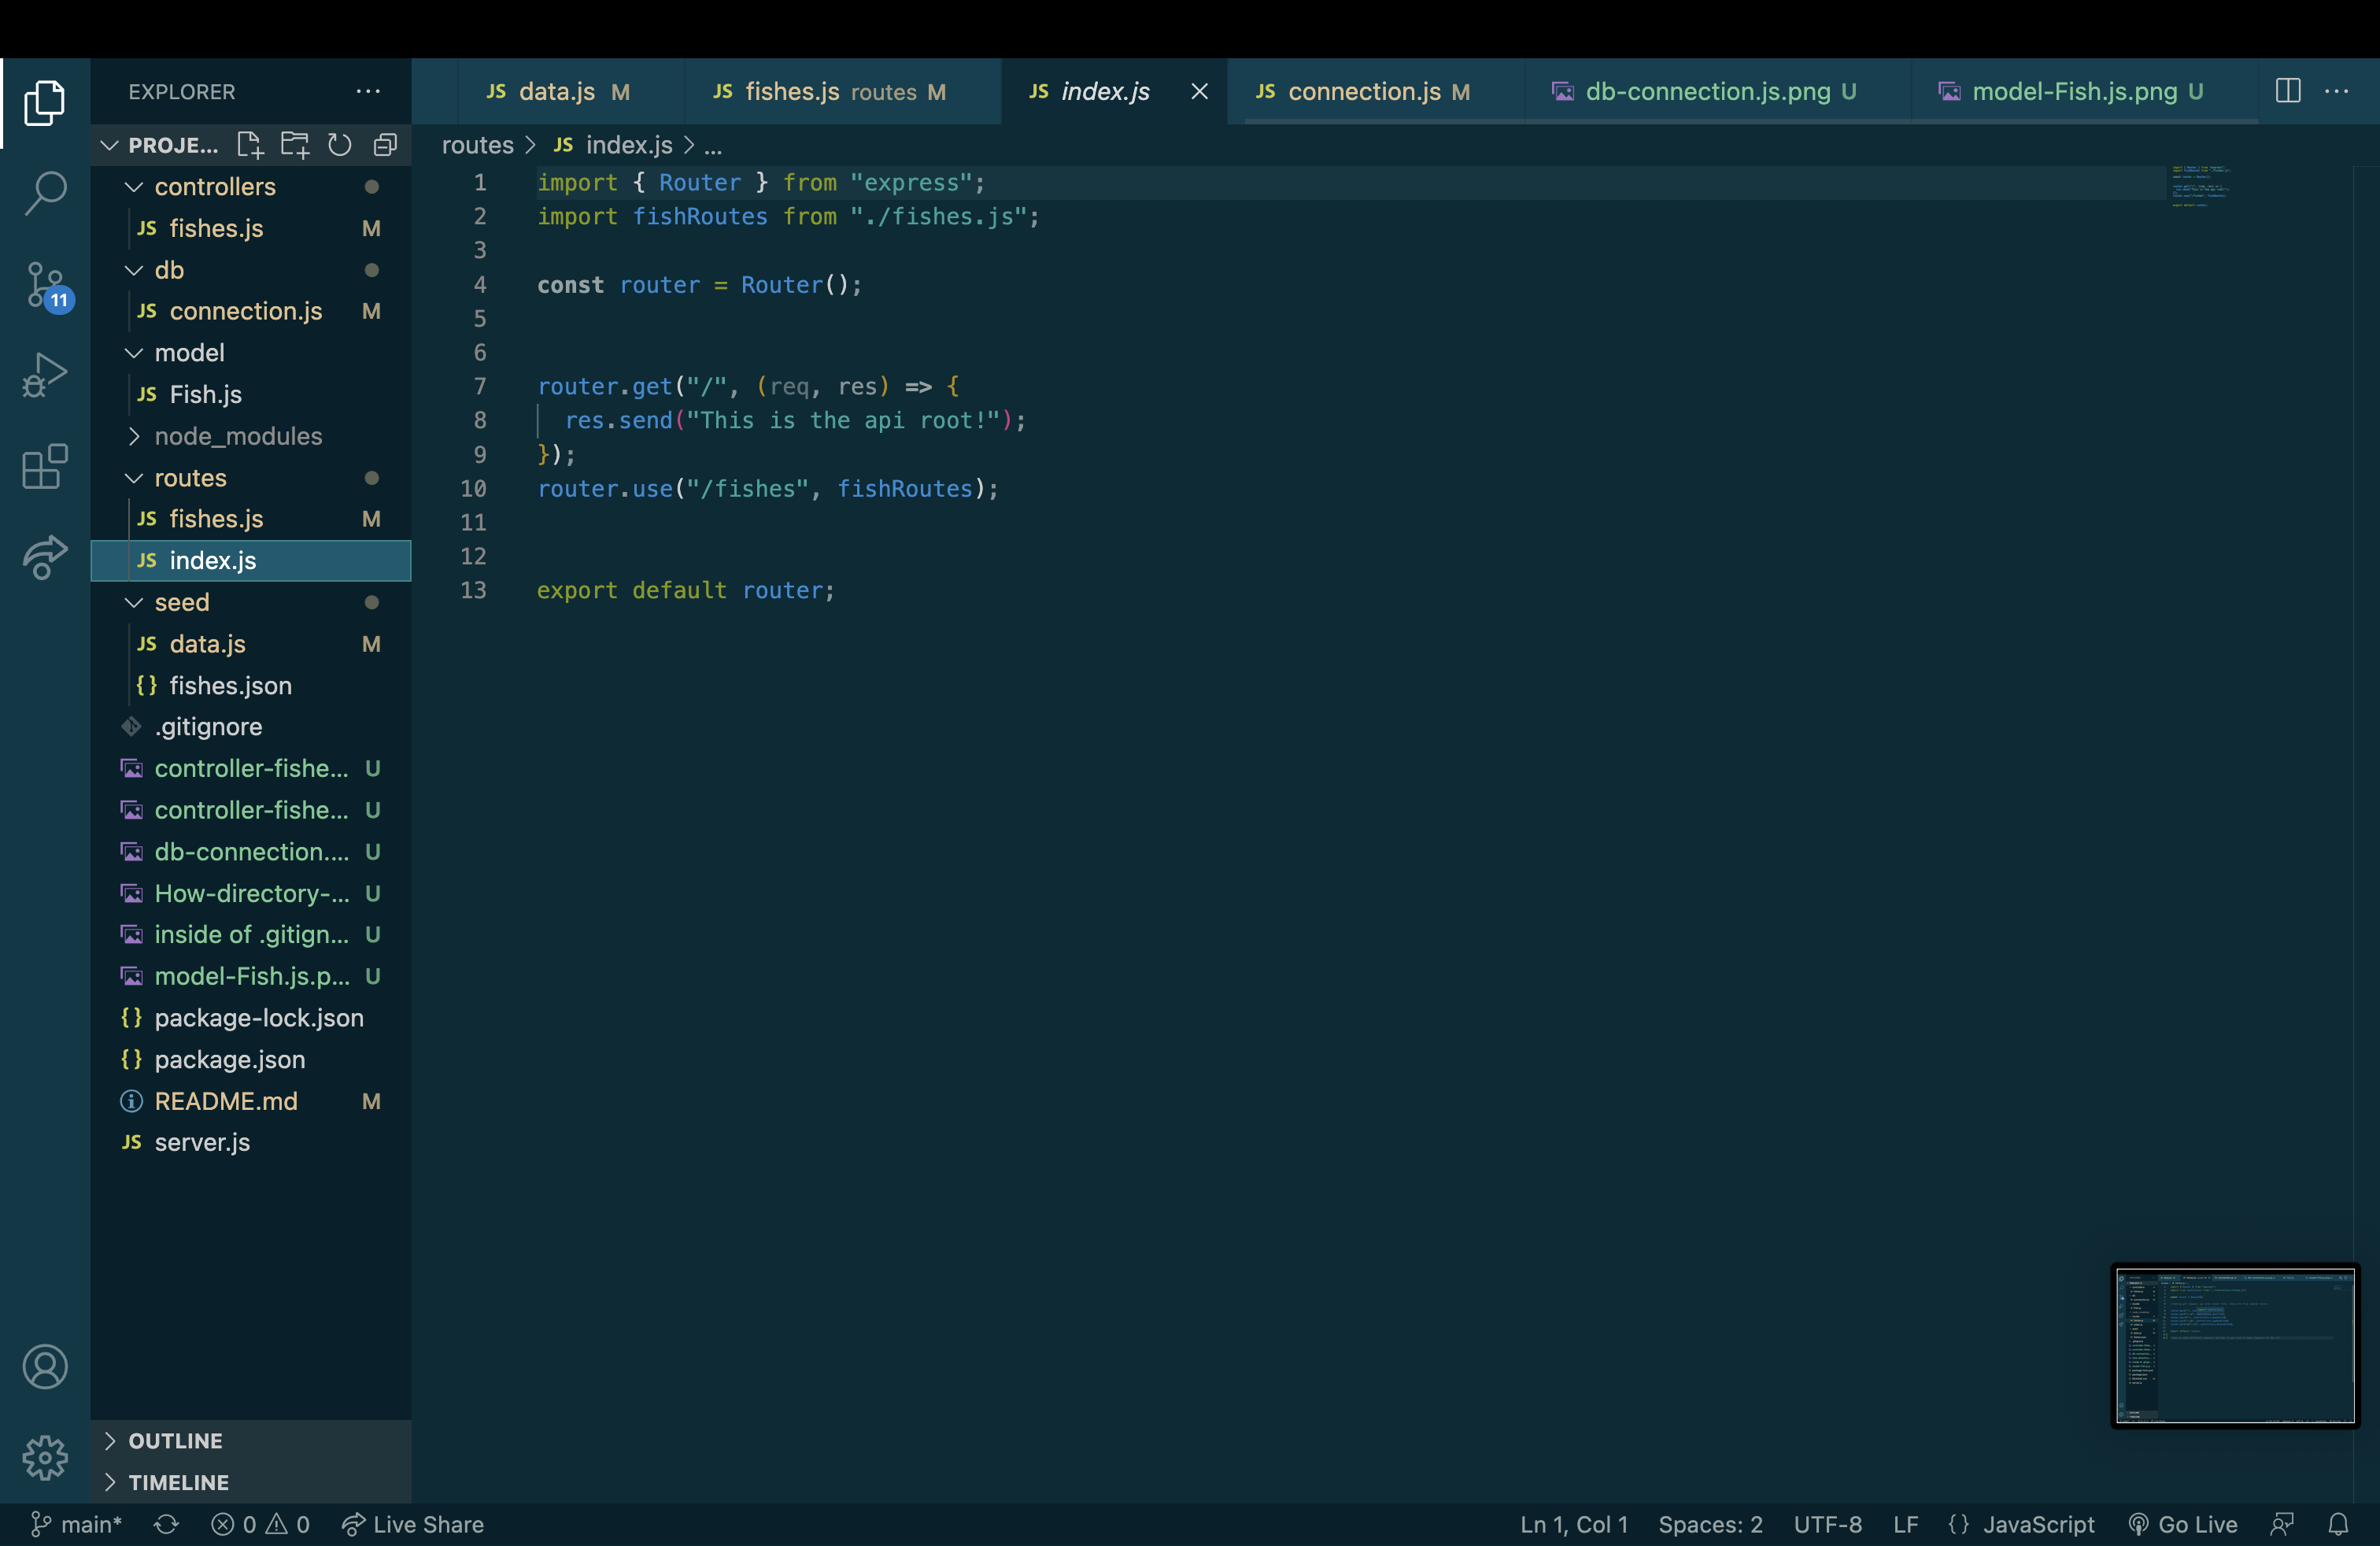 EXPLORER ...
JS data.js M
JS fishes.js routes M
JS index.js
JS connection.js M
db-connection.js.png U
model-Fish.js.png U
...
PROJE...
controllers
JS fishes.js M
db
JS connection.js M
model
JS Fish.js
node_modules
routes
JS fishes.js M
JS index.js
seed
JS data.js M
{} fishes.json
.gitignore
controller-fishe... U
controller-fishe... U
db-connection.... U
How-directory-... U
inside of .gitign... U
model-Fish.js.p... U
{} package-lock.json
{} package.json
README.md M
JS server.js
OUTLINE
TIMELINE
11
routes > JS index.js > ...
1 import { Router } from "express";
2 import fishRoutes from "./fishes.js";
3
4 const router = Router();
5
6
7 router.get("/", (req, res) => {
8 res.send("This is the api root!");
9 });
10 router.use("/fishes", fishRoutes);
11
12
13 export default router;
main* 0 0 Live Share Ln 1, Col 1 Spaces: 2 UTF-8 LF {} JavaScript Go Live